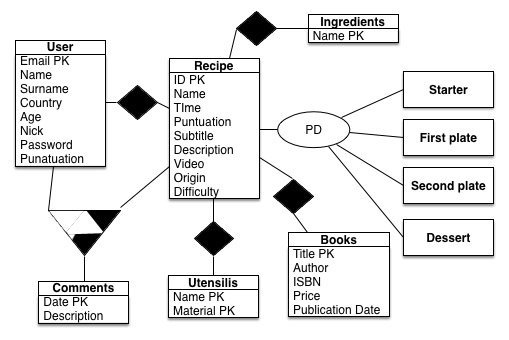 Ingredients
Name PK
User
Email PK
Name
Surname
Country
Age
Nick
Password
Punatuation
Recipe
ID PK
Name
TIme
Puntuation
Subtitle
Description
Video
Origin
Difficulty
PD
Starter
First plate
Second plate
Dessert
Comments
Date PK
Description
Utensilis
Name PK
Material PK
Books
Title PK
Author
ISBN
Price
Publication Date